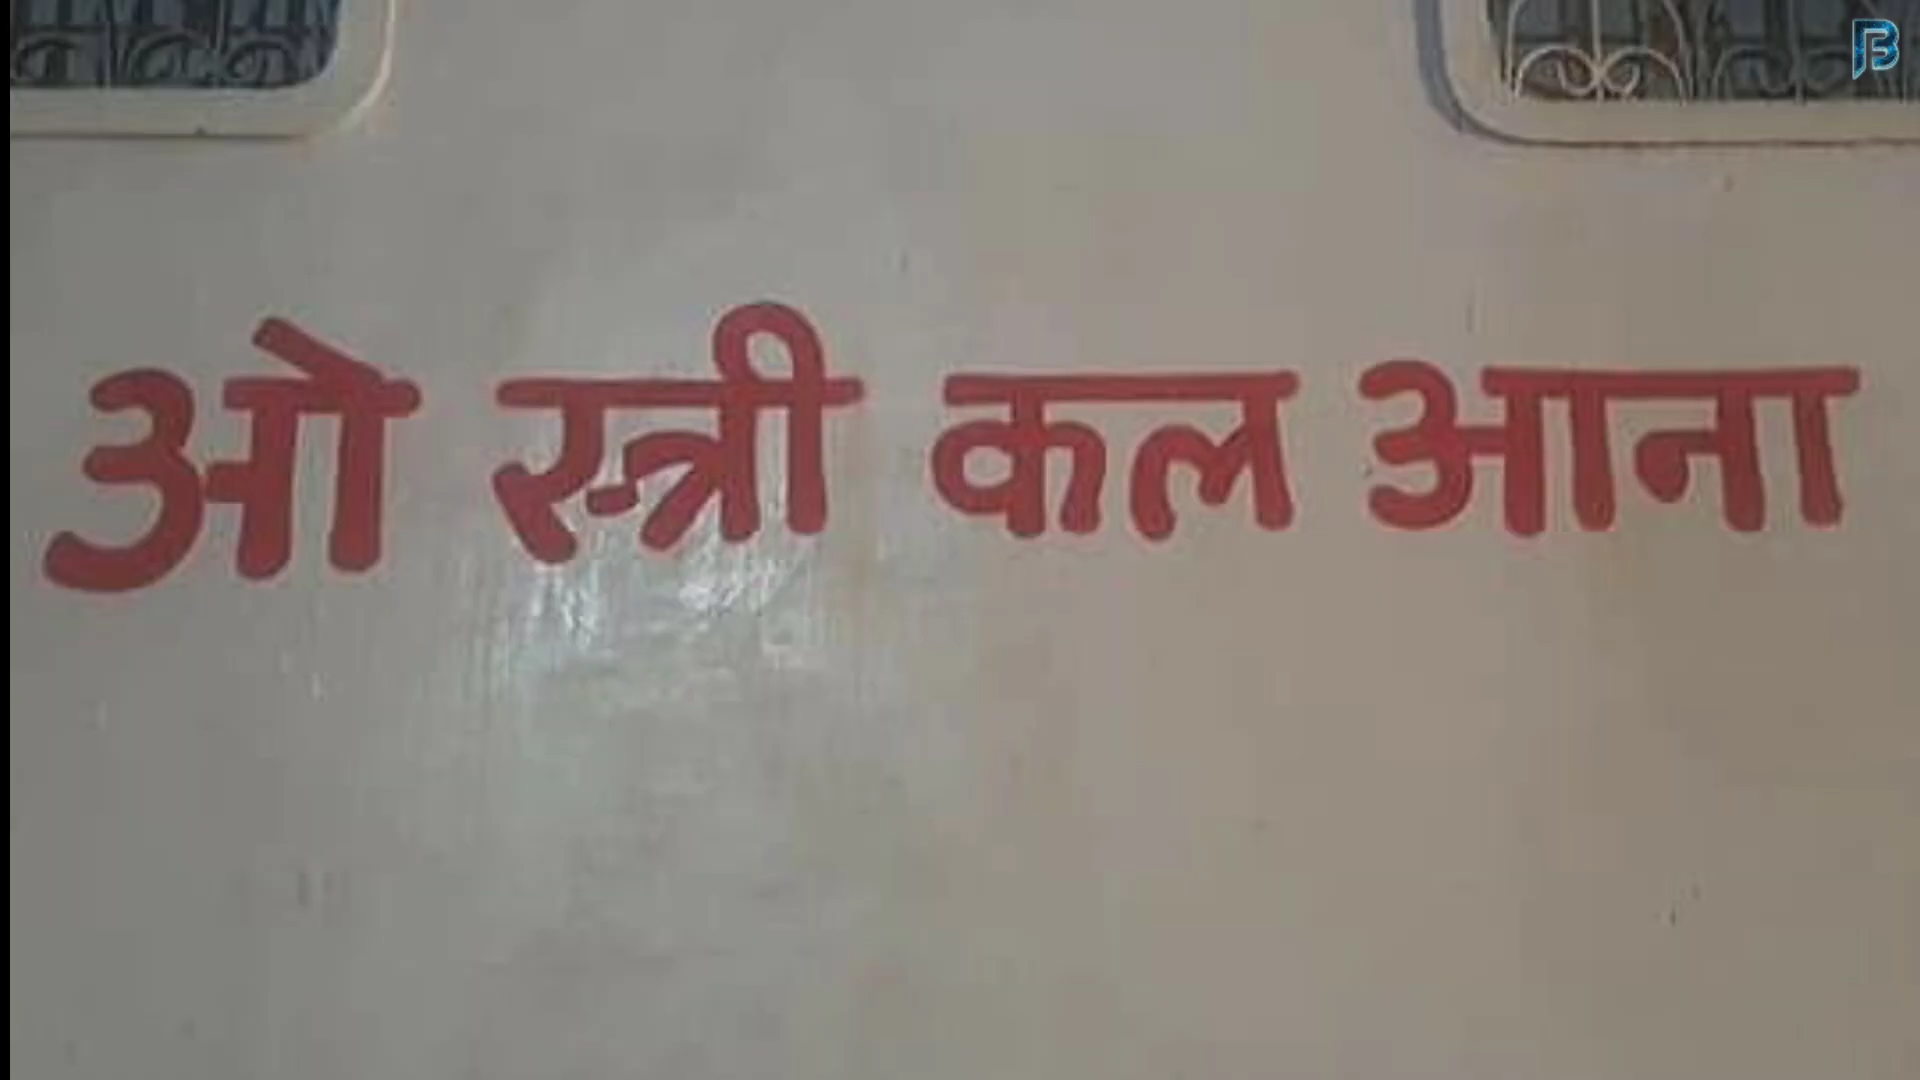 ओ स्त्री कल आना